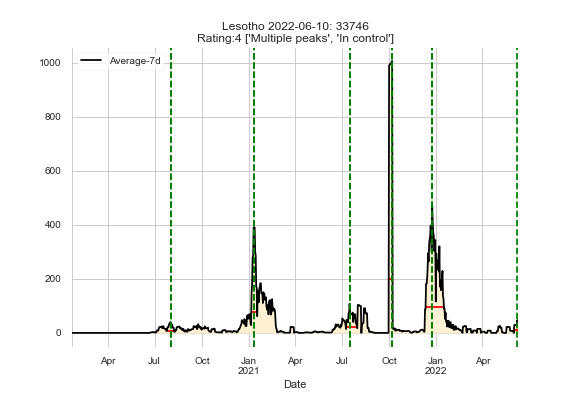 Lesotho 2022-06-10: 33746
Rating:4 ['Multiple peaks', 'In control']
Average-7d
1000
800
600
400
200
0
Apr Jul Oct Jan Apr Jul Oct Jan Apr
2021 2022
Date